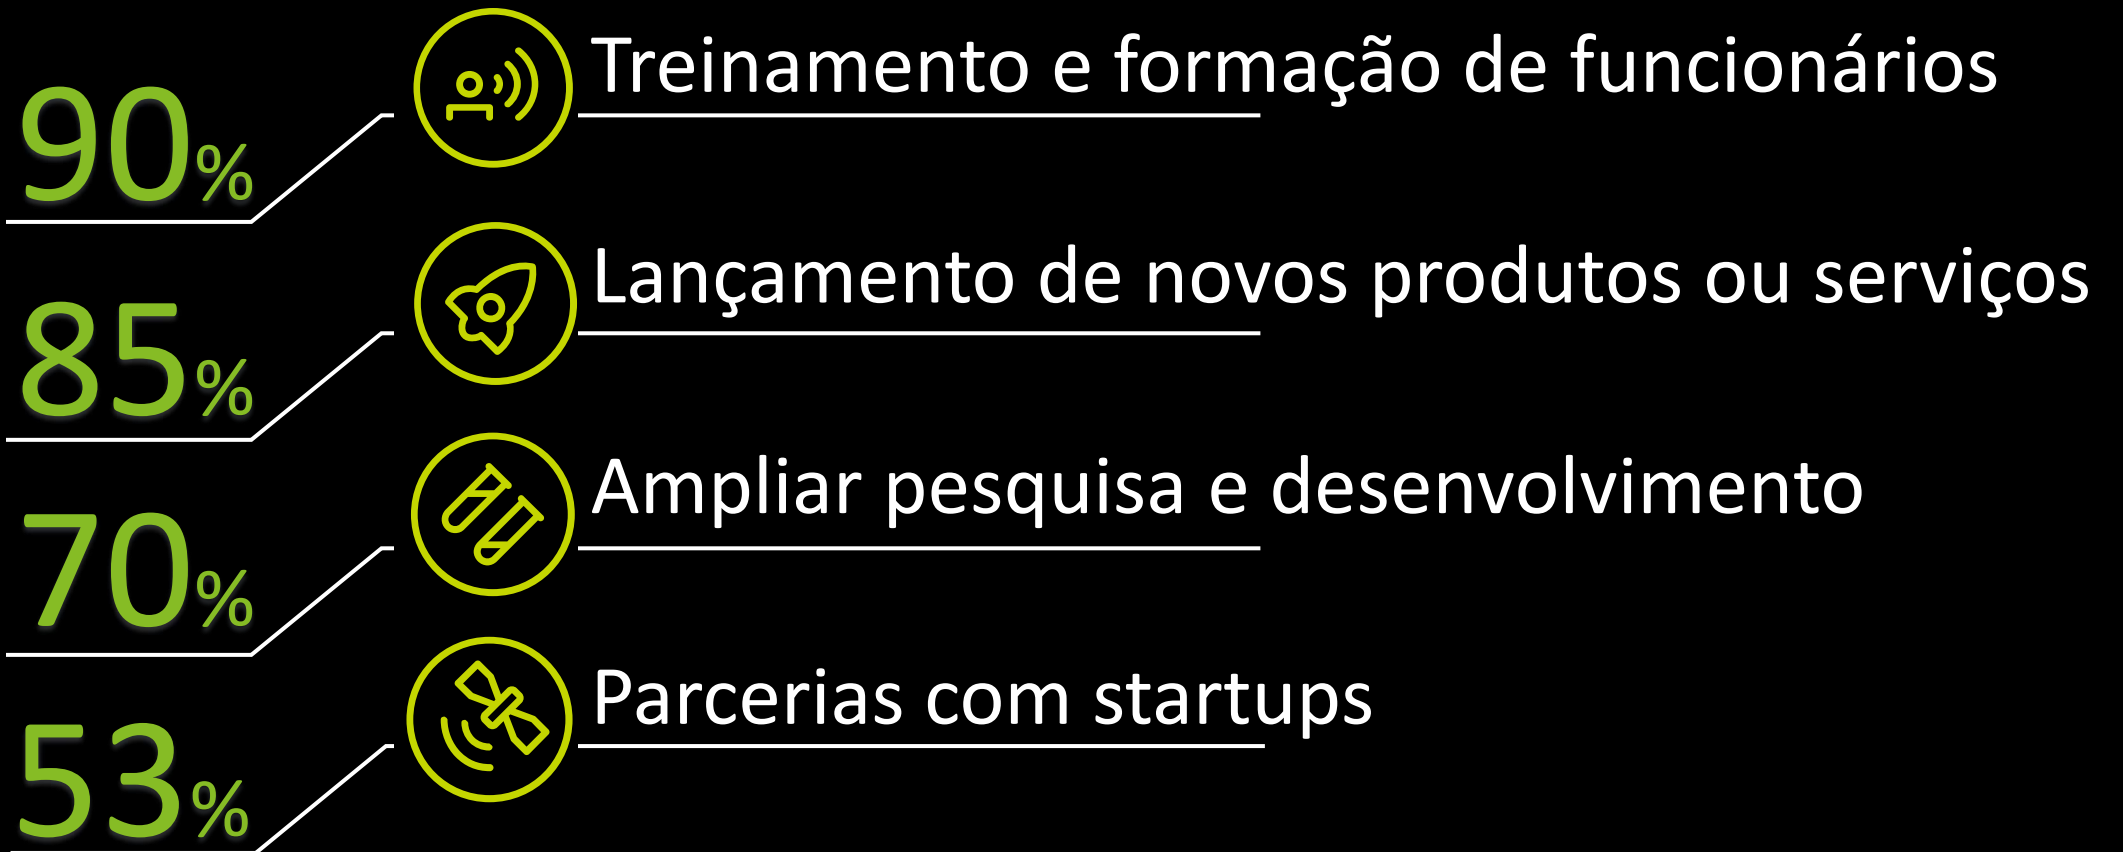 90%
Treinamento e formação de funcionários
85%
Lançamento de novos produtos ou serviços
70%
Ampliar pesquisa e desenvolvimento
53%
Parcerias com startups